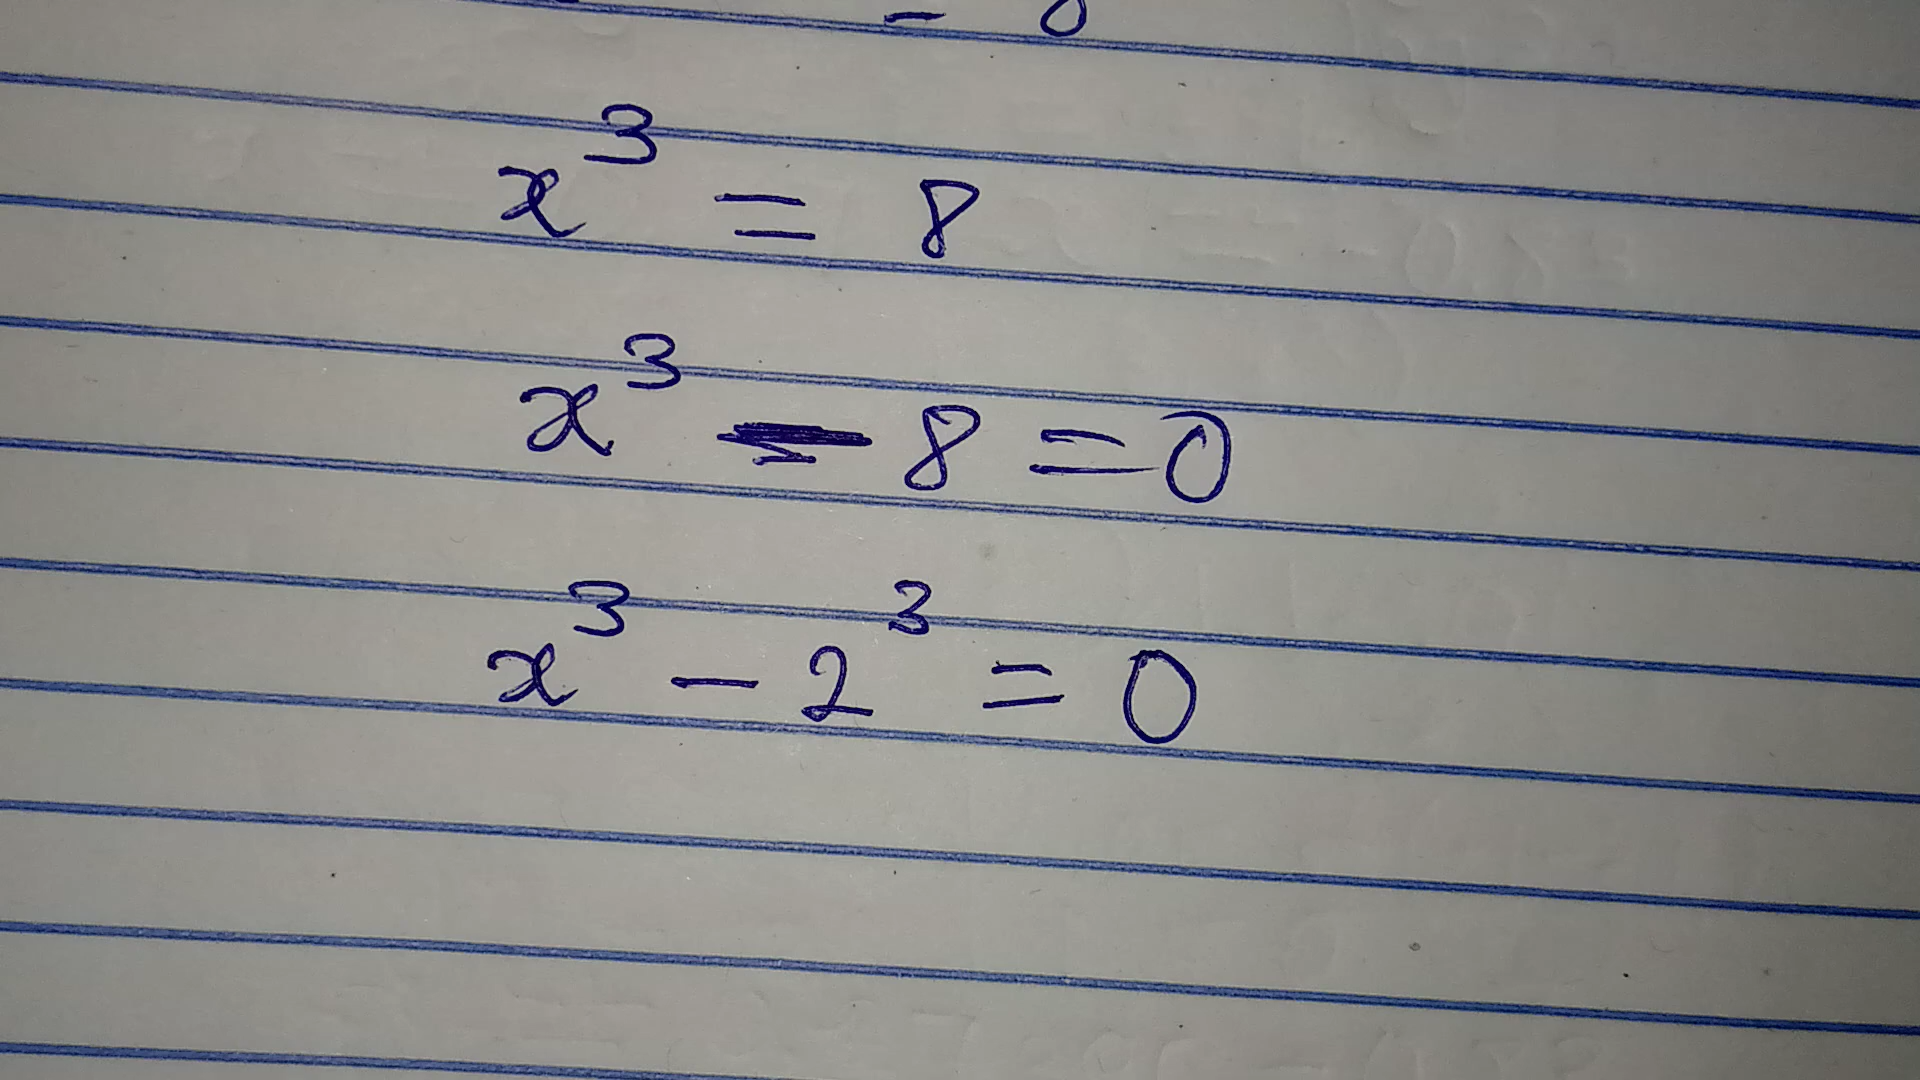 x³ = 8
x³ - 8 = 0
x³ - 2³ = 0